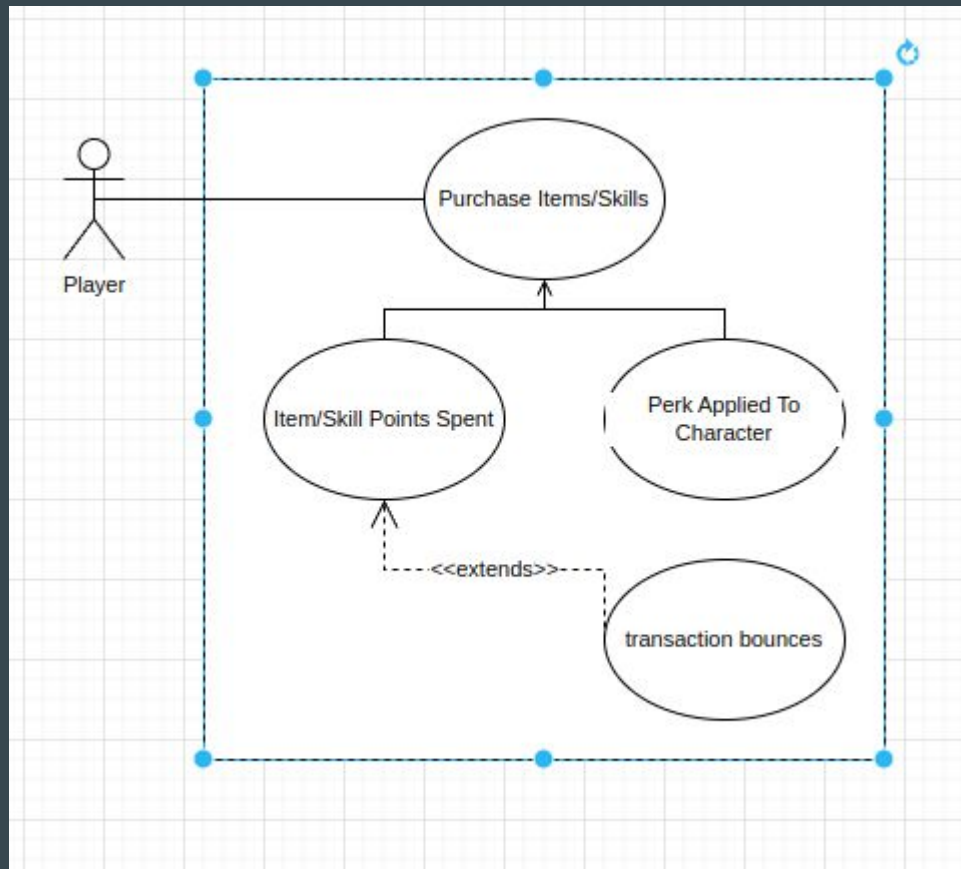 Purchase Items/Skills
Player
Item/Skill Points Spent
Perk Applied To
Character
<<extends>>
transaction bounces